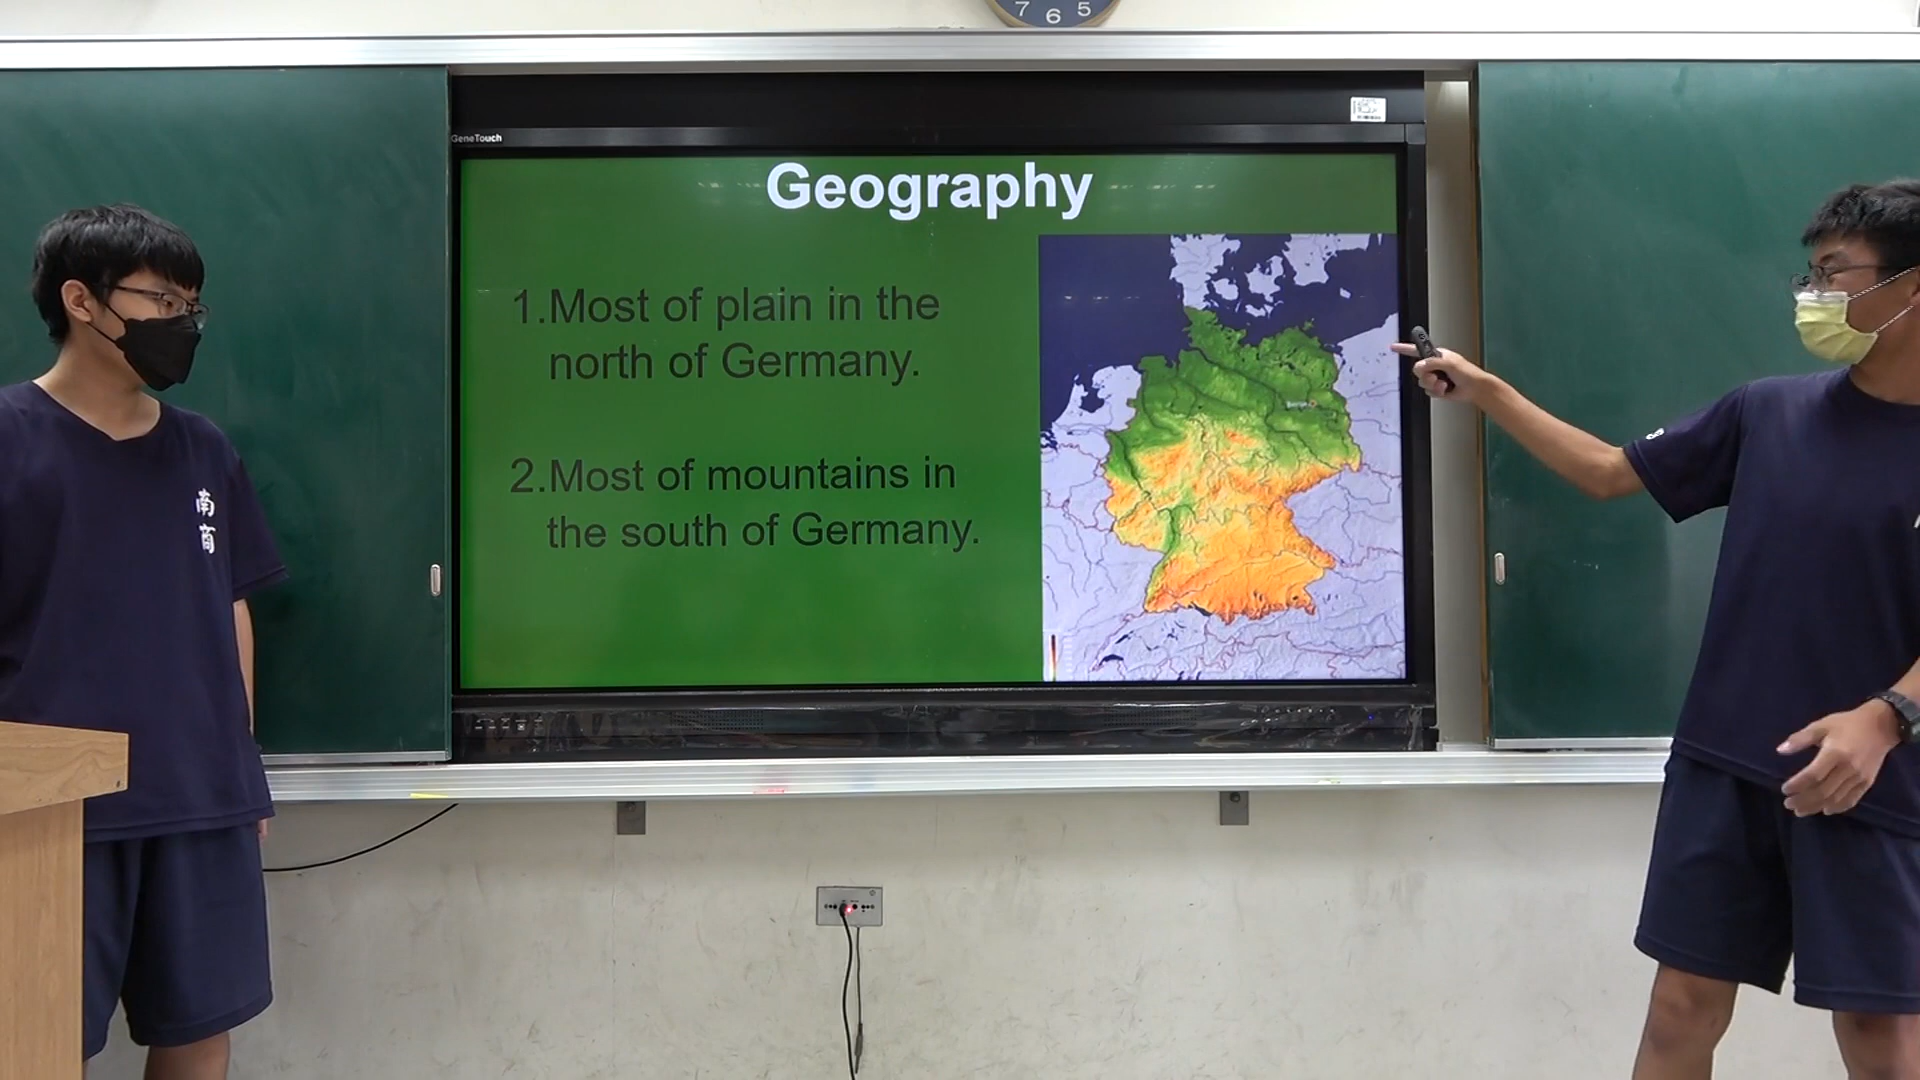 7 6 5
GeneTouch
Geography
1.Most of plain in the
north of Germany.
2.Most of mountains in
the south of Germany.
南
商